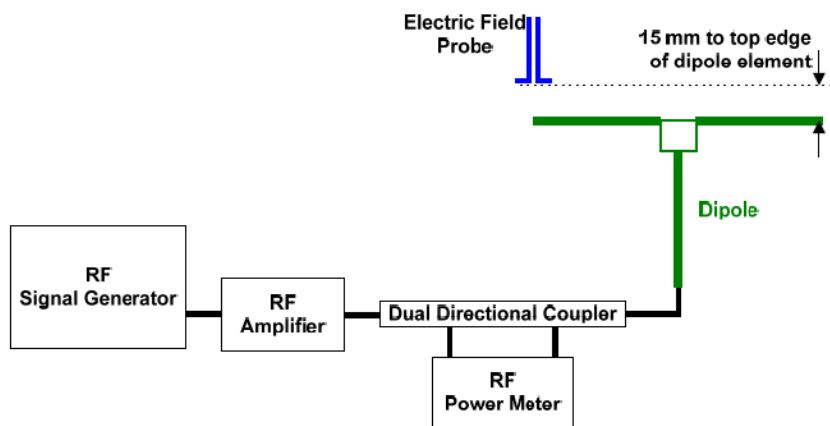 Electric Field
Probe
15 mm to top edge
of dipole element
Dipole
RF
Signal Generator
RF
Amplifier
Dual Directional Coupler
RF
Power Meter